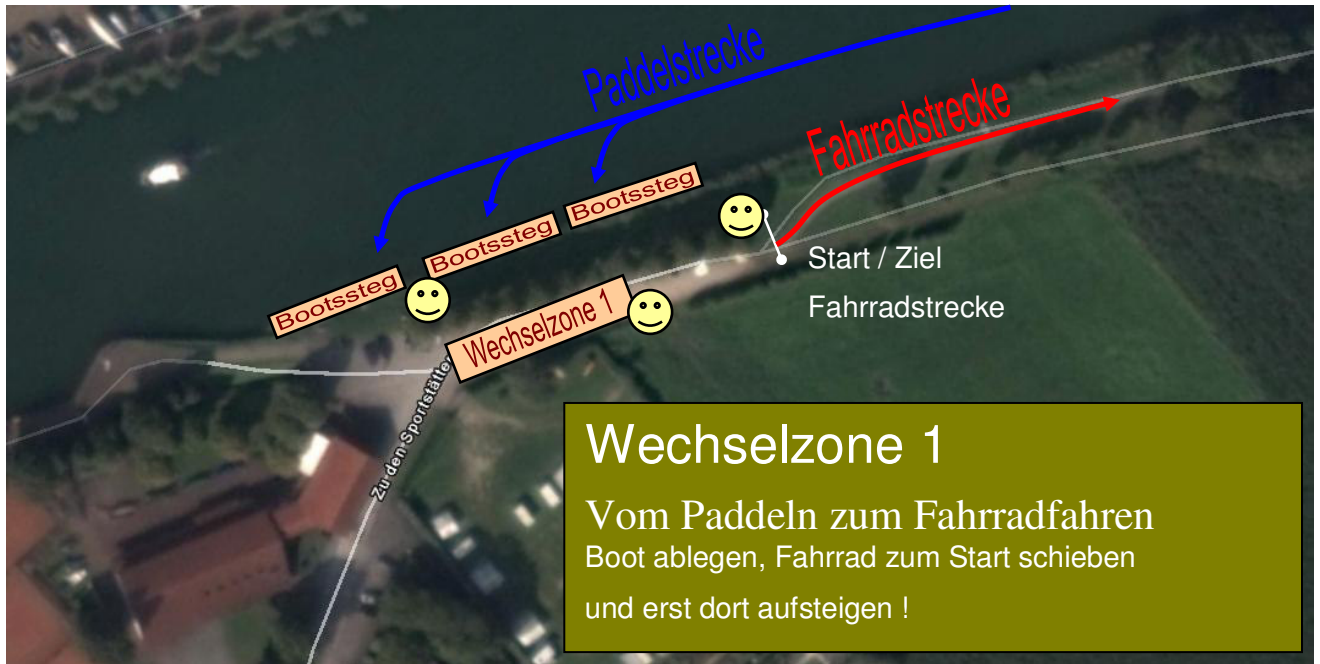 Paddelstrecke
Fahrradstrecke
Bootssteg
Bootssteg
Bootssteg
Start / Ziel
Fahrradstrecke
Wechselzone 1
Zu den Sportstätten
Wechselzone 1
Vom Paddeln zum Fahrradfahren
Boot ablegen, Fahrrad zum Start schieben
und erst dort aufsteigen !